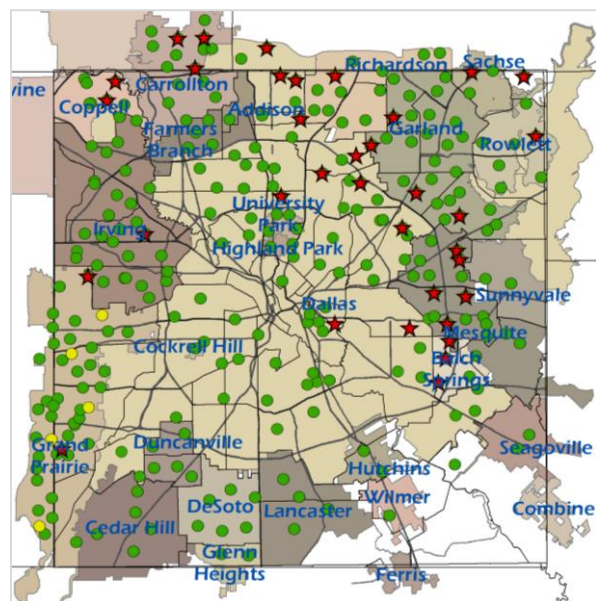 Richardson
Sachse
vine
Carrollton
Coppell
Addison
Farmers
Branch
Garland
Rowlett
University
Park
Irving
Highland Park
Dallas
Sunnyvale
Mesquite
Cockrell Hill
Balch
Springs
Grand
Prairie
Duncanville
Seagoville
Hutchins
DeSoto
Wilmer
Lancaster
Combine
Cedar Hill
Glenn
Heights
Ferris